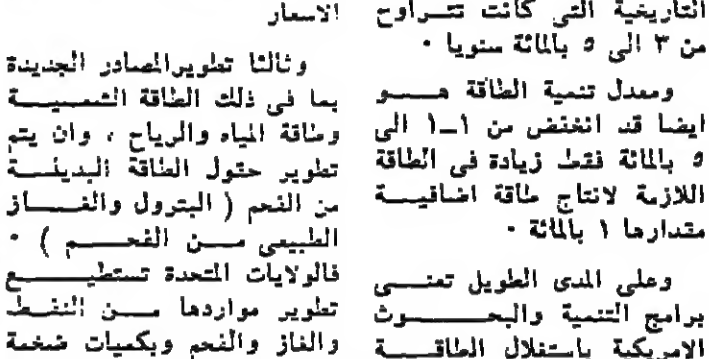 التاريخية التي كانت تتراوح
من ٣ الى ٥ بالمائة سنويا ٠
ومعدل تنمية الطاقة هو
ايضا قد انخفض من ١ـ١ الى
٥ بالمائة فقط زيادة فى الطاقة
اللازمة لانتاج طاقة اضافية
مقدارها ١ بالمائة ٠
وعلى المدى الطويل تعنى
برامج التنمية والبحوث
الامريكية باستغلال الطاقة
الاسعار
وثالثا تطوير المصادر الجديدة
بما فى ذلك الطاقة الشمسية
وطاقة المياه والرياح ، وان يتم
تطوير حقول الطاقة البديلة
من الفحم ( البترول والغاز
الطبيعى من الفحم ) ٠
فالولايات المتحدة تستطيع
تطوير مواردها من النفط
والغاز والفحم وبكميات ضخمة